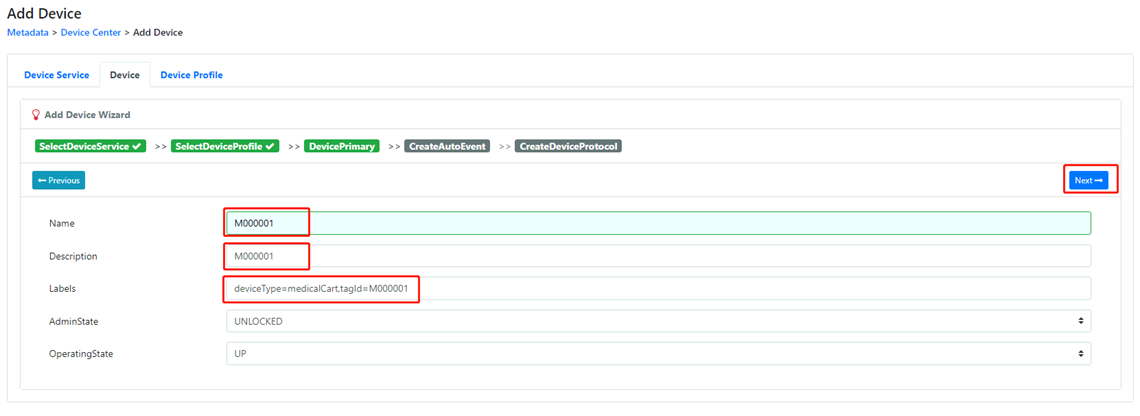 Add Device
Metadata > Device Center > Add Device
Device Service Device Device Profile
Add Device Wizard
SelectDeviceService ✔ >> SelectDeviceProfile ✔ >> DevicePrimary >> CreateAutoEvent >> CreateDeviceProtocol
← Previous Next →
Name M000001
Description M000001
Labels deviceType=medicalCart,tagId=M000001
AdminState UNLOCKED
OperatingState UP